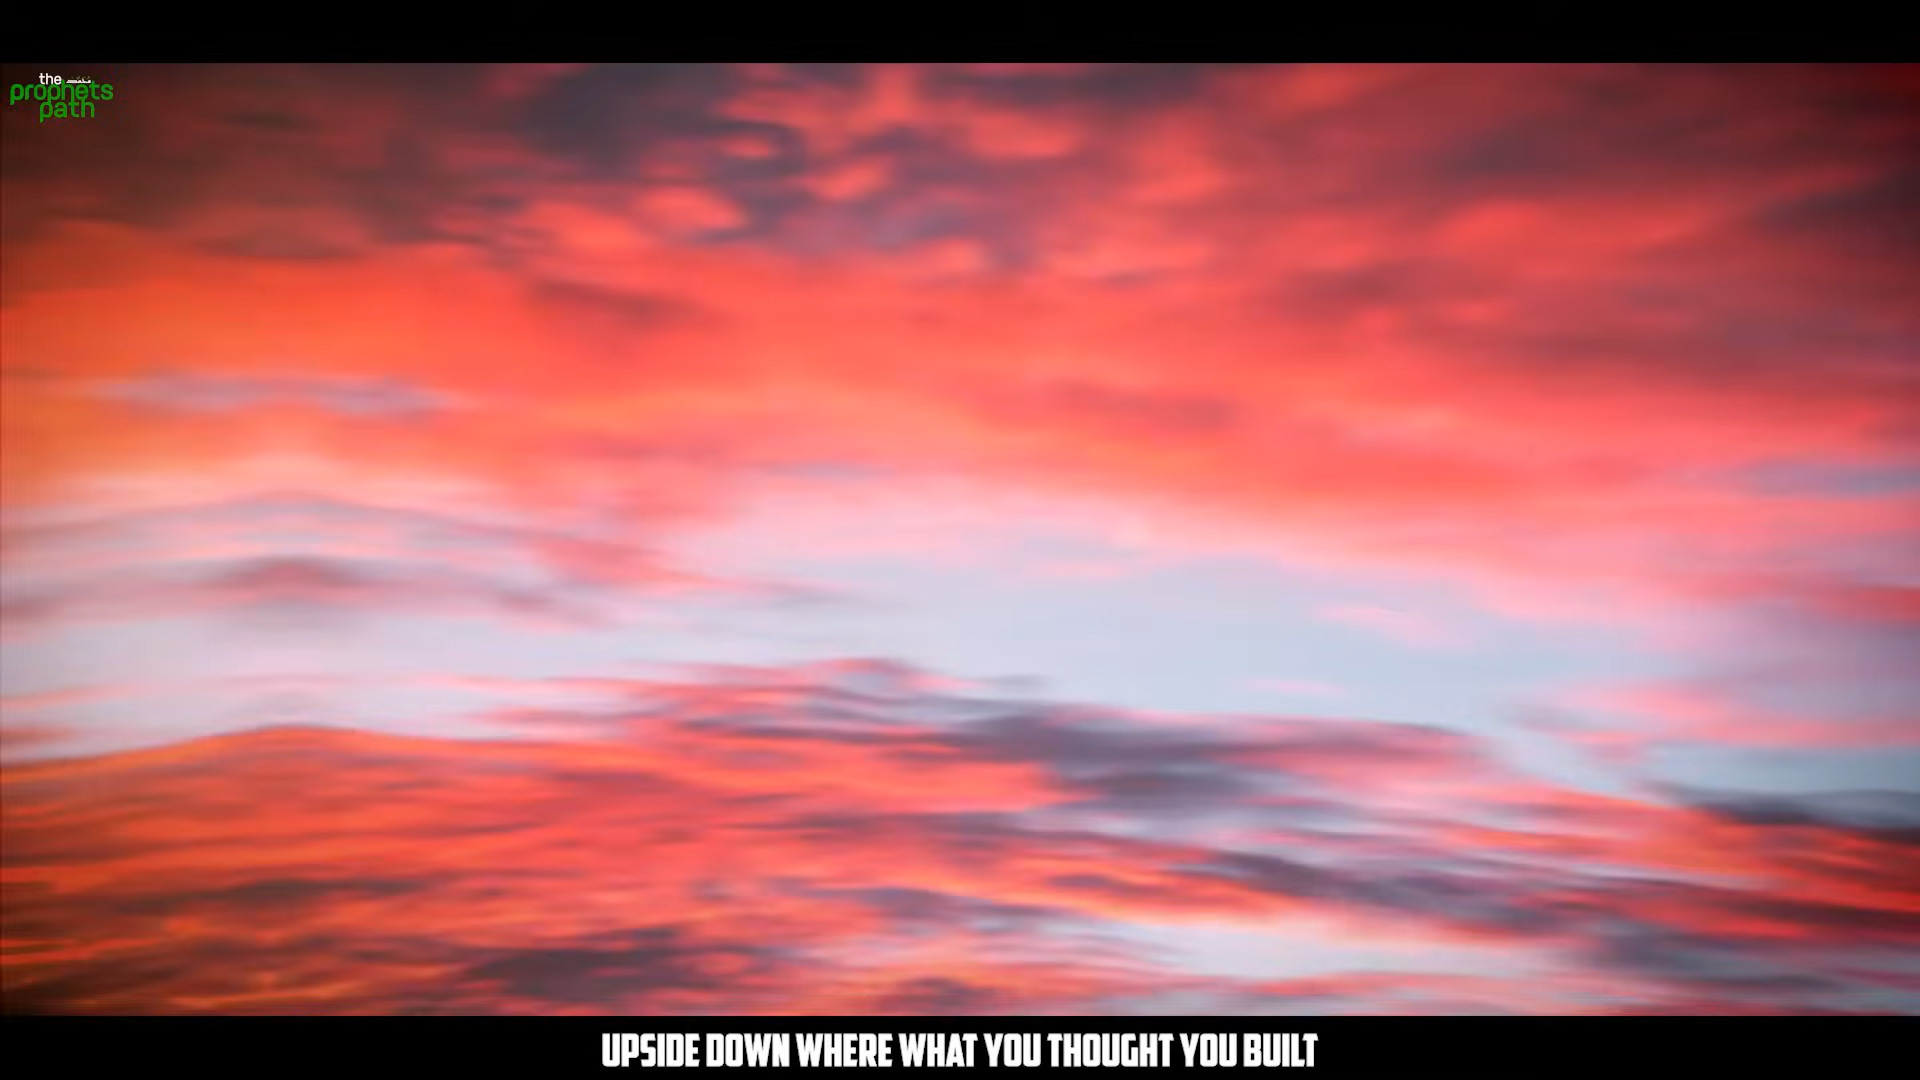 the
prophets
path
UPSIDE DOWN WHERE WHAT YOU THOUGHT YOU BUILT